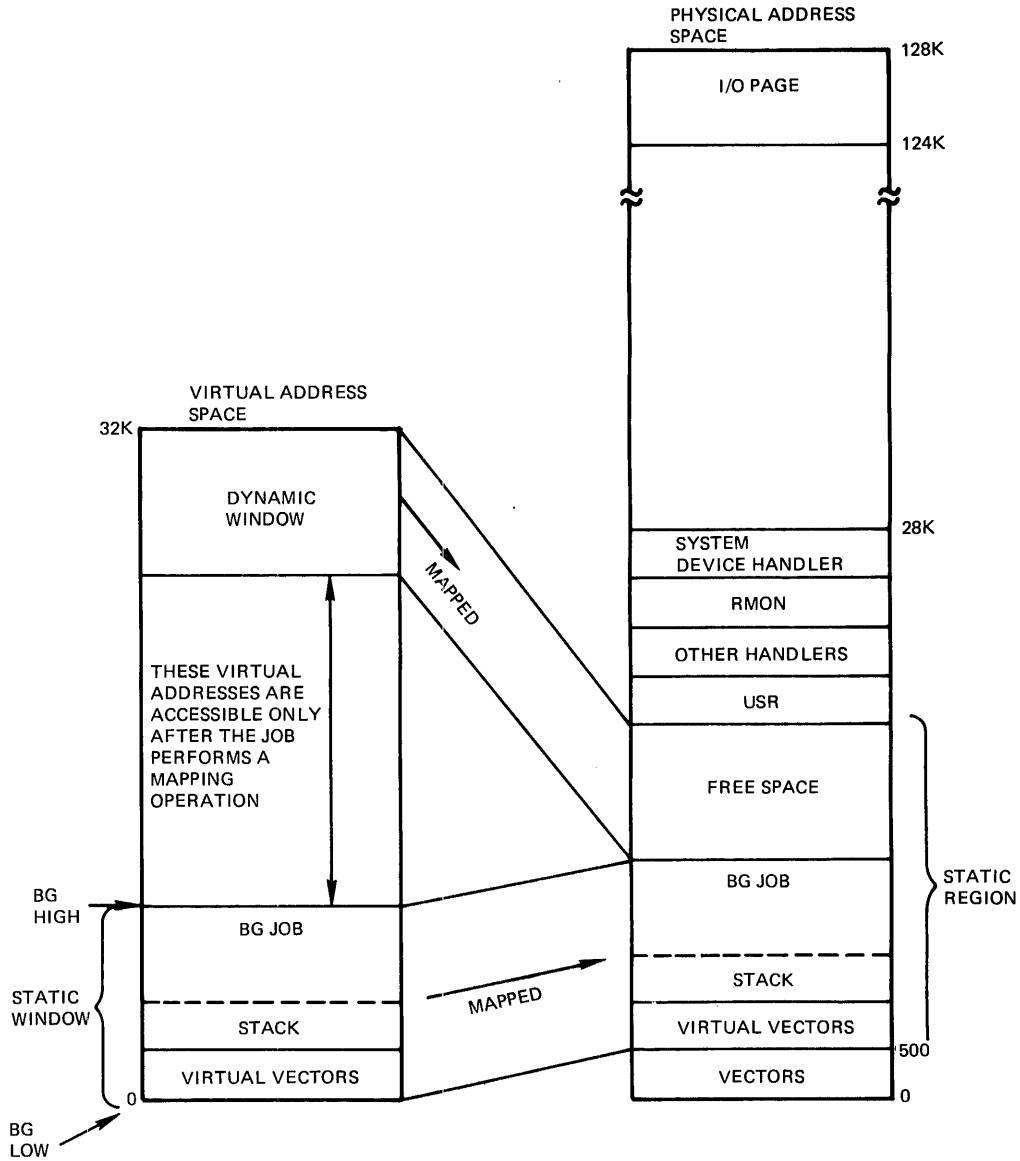 PHYSICAL ADDRESS
SPACE
128K
I/O PAGE
124K
VIRTUAL ADDRESS
SPACE
32K
DYNAMIC
WINDOW
MAPPED
THESE VIRTUAL
ADDRESSES ARE
ACCESSIBLE ONLY
AFTER THE JOB
PERFORMS A
MAPPING
OPERATION
BG
HIGH
BG JOB
STATIC
WINDOW
STACK
VIRTUAL VECTORS
0
BG
LOW
MAPPED
28K
SYSTEM
DEVICE HANDLER
RMON
OTHER HANDLERS
USR
FREE SPACE
BG JOB
STATIC
REGION
STACK
VIRTUAL VECTORS
500
VECTORS
0